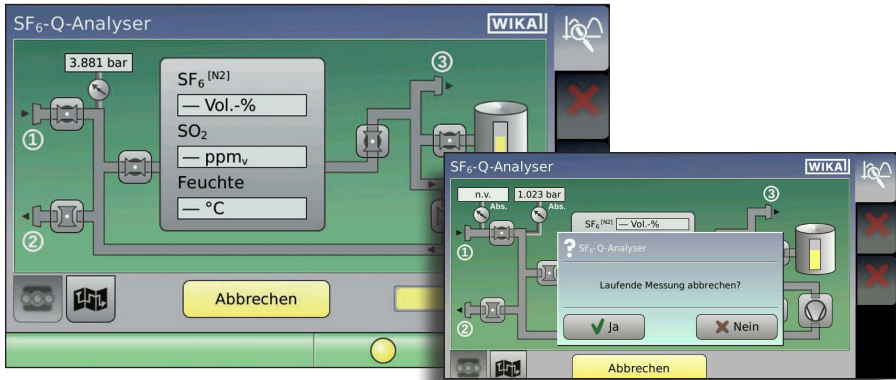 SF₆-Q-Analyser
WIKA
3.881 bar
SF₆ [N2]
— Vol.-%
SO₂
— ppmᵥ
Feuchte
— °C
1
2
3
Abbrechen
SF₆-Q-Analyser
WIKA
n.v.
1.023 bar
Abs.
Abs.
SF₆ [N2] — Vol.-%
1
2
3
? SF₆-Q-Analyser
Laufende Messung abbrechen?
Ja
Nein
Abbrechen